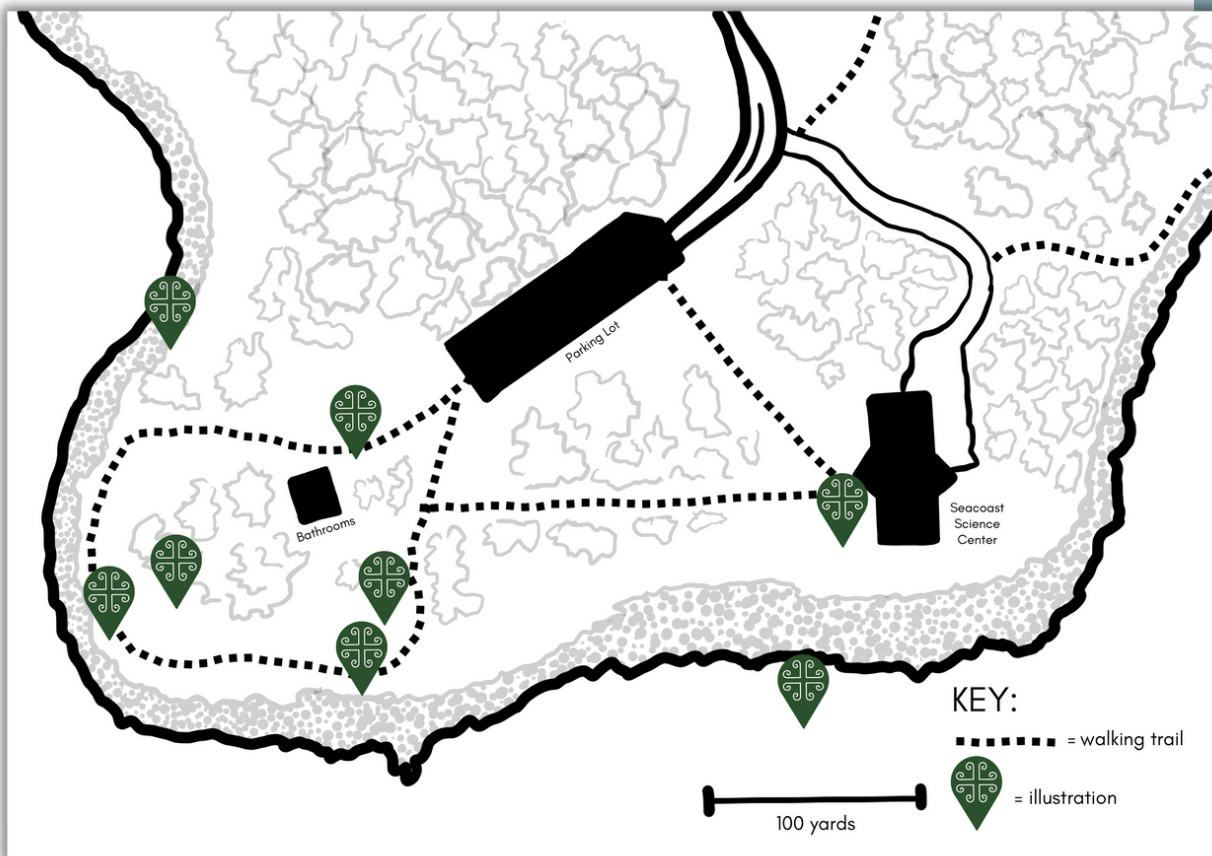 Parking Lot
Bathrooms
Seacoast
Science
Center
KEY:
= walking trail
= illustration
100 yards